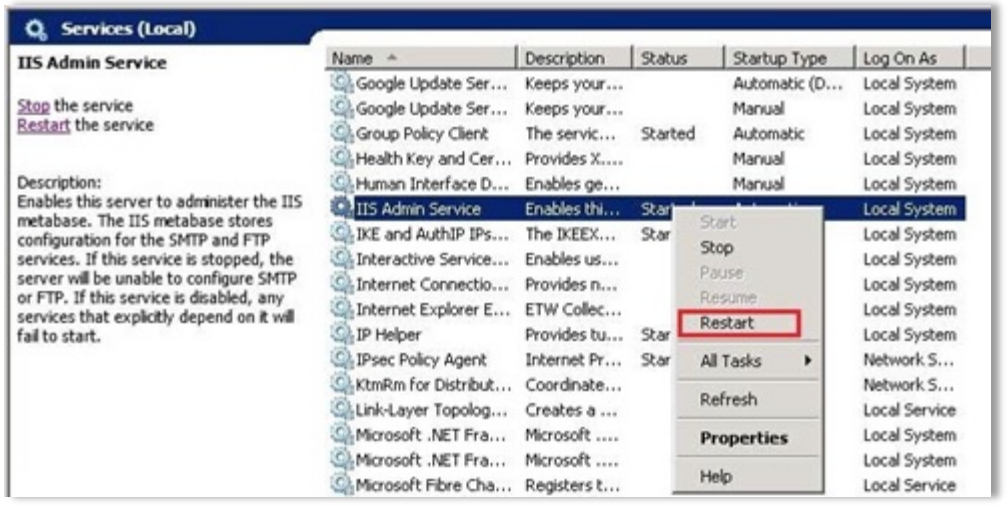 Services (Local)
IIS Admin Service
Stop the service
Restart the service
Description:
Enables this server to administer the IIS
metabase. The IIS metabase stores
configuration for the SMTP and FTP
services. If this service is stopped, the
server will be unable to configure SMTP
or FTP. If this service is disabled, any
services that explicitly depend on it will
fail to start.
Name Description Status Startup Type Log On As
Google Update Ser... Keeps your... Automatic (D... Local System
Google Update Ser... Keeps your... Manual Local System
Group Policy Client The servic... Started Automatic Local System
Health Key and Cer... Provides X.... Manual Local System
Human Interface D... Enables ge... Manual Local System
IIS Admin Service Enables thi... Local System
IKE and AuthIP IPs... The IKEEX... Star Local System
Interactive Service... Enables us... Local System
Internet Connectio... Provides n... Local System
Internet Explorer E... ETW Collec... Local System
IP Helper Provides tu... Star Local System
IPsec Policy Agent Internet Pr... Star Network S...
KtmRm for Distribut... Coordinate... Network S...
Link-Layer Topolog... Creates a ... Local Service
Microsoft .NET Fra... Microsoft .... Local System
Microsoft .NET Fra... Microsoft .... Local System
Microsoft Fibre Cha... Registers t... Local Service
Start
Stop
Pause
Resume
Restart
All Tasks
Refresh
Properties
Help